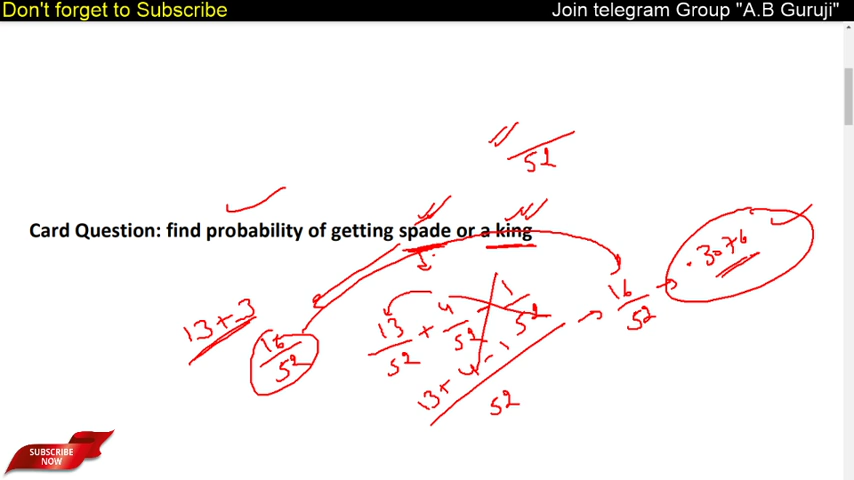 Don't forget to Subscribe
Join telegram Group "A.B Guruji"
52
Card Question: find probability of getting spade or a king
.3076
13+3
16/52
13/52 + 4/52 - 1/52
16/52
13+4-1
52
SUBSCRIBE
NOW